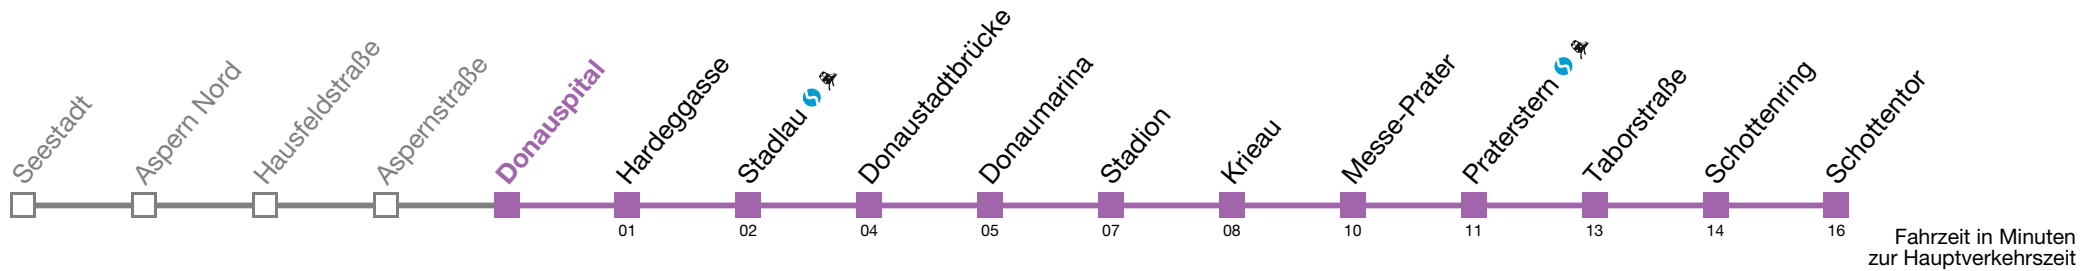 Seestadt
Aspern Nord
Hausfeldstraße
Aspernstraße
Donauspital
Hardeggasse
Stadlau
Donaustadtbrücke
Donaumarina
Stadion
Krieau
Messe-Prater
Praterstern
Taborstraße
Schottenring
Schottentor
01
02
04
05
07
08
10
11
13
14
16
Fahrzeit in Minuten
zur Hauptverkehrszeit